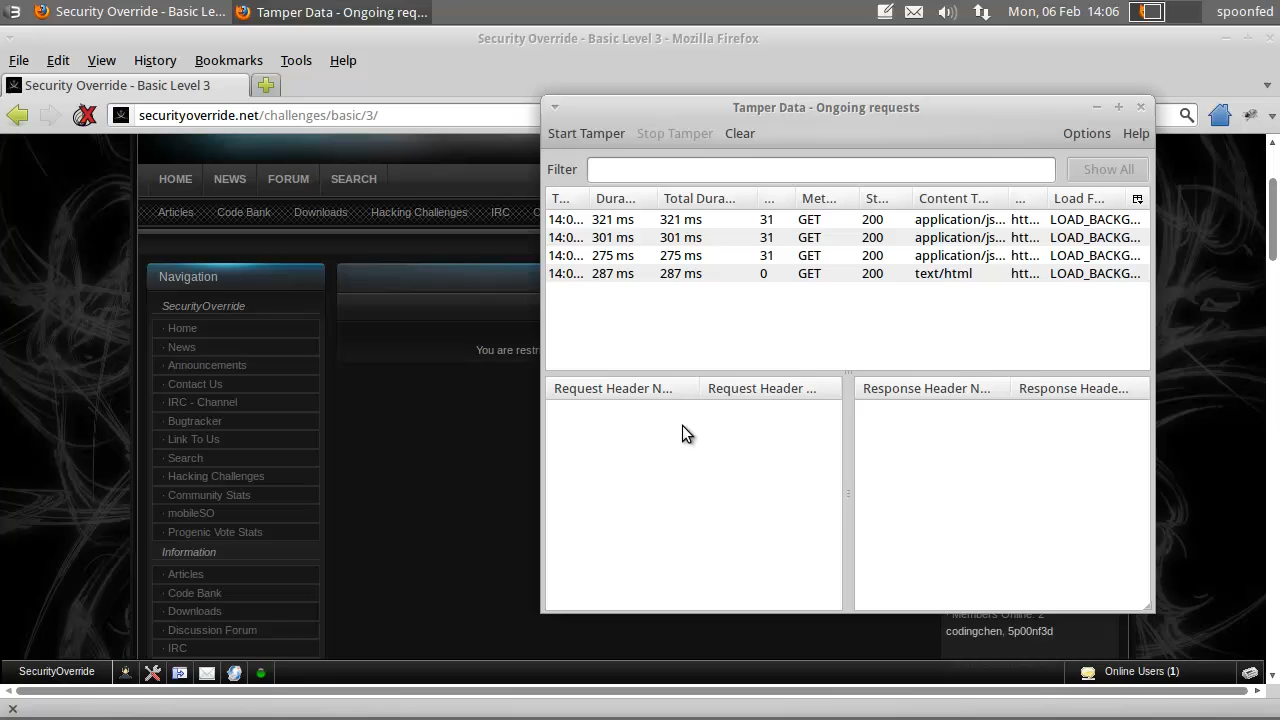 Security Override - Basic Le...
Tamper Data - Ongoing req...
Mon, 06 Feb 14:06
spoonfed
Security Override - Basic Level 3 - Mozilla Firefox
File Edit View History Bookmarks Tools Help
Security Override - Basic Level 3
securityoverride.net/challenges/basic/3/
Tamper Data - Ongoing requests
Start Tamper Stop Tamper Clear Options Help
Filter Show All
T... Dura... Total Dura... ... Met... St... Content T... ... Load F...
14:0... 321 ms 321 ms 31 GET 200 application/js... htt... LOAD_BACKG...
14:0... 301 ms 301 ms 31 GET 200 application/js... htt... LOAD_BACKG...
14:0... 275 ms 275 ms 31 GET 200 application/js... htt... LOAD_BACKG...
14:0... 287 ms 287 ms 0 GET 200 text/html htt... LOAD_BACKG...
Request Header N... Request Header ... Response Header N... Response Heade...
HOME NEWS FORUM SEARCH
Articles Code Bank Downloads Hacking Challenges IRC
Navigation
SecurityOverride
· Home
· News
· Announcements
· Contact Us
· IRC - Channel
· Bugtracker
· Link To Us
· Search
· Hacking Challenges
· Community Stats
· mobileSO
· Progenic Vote Stats
Information
· Articles
· Code Bank
· Downloads
· Discussion Forum
· IRC
You are restr
· Members Online: 2
codingchen, 5p00nf3d
SecurityOverride
Online Users (1)